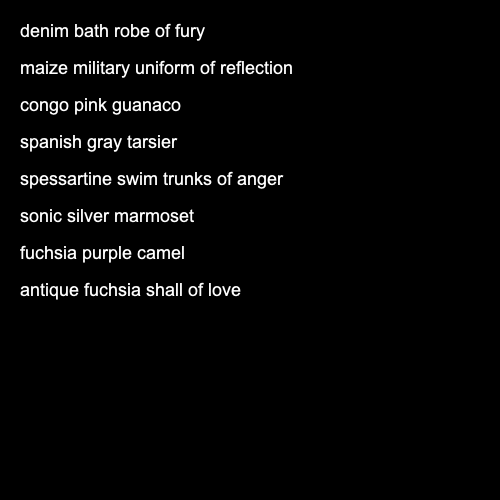 denim bath robe of fury
maize military uniform of reflection
congo pink guanaco
spanish gray tarsier
spessartine swim trunks of anger
sonic silver marmoset
fuchsia purple camel
antique fuchsia shall of love